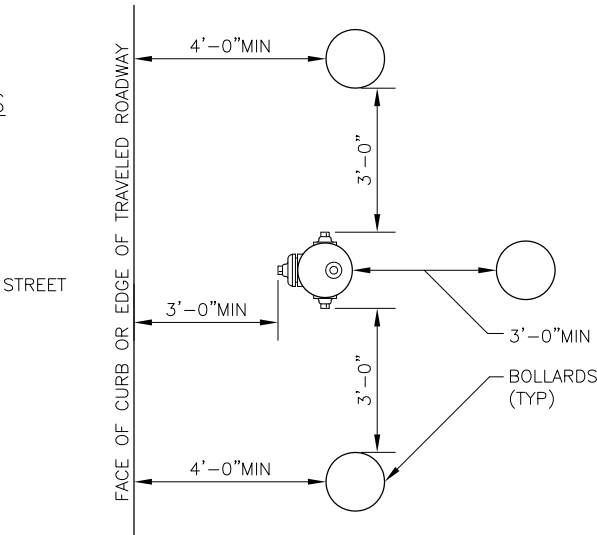 4'-0"MIN
FACE OF CURB OR EDGE OF TRAVELED ROADWAY
3'-0"
STREET
3'-0"MIN
3'-0"MIN
3'-0"
BOLLARDS
(TYP)
4'-0"MIN